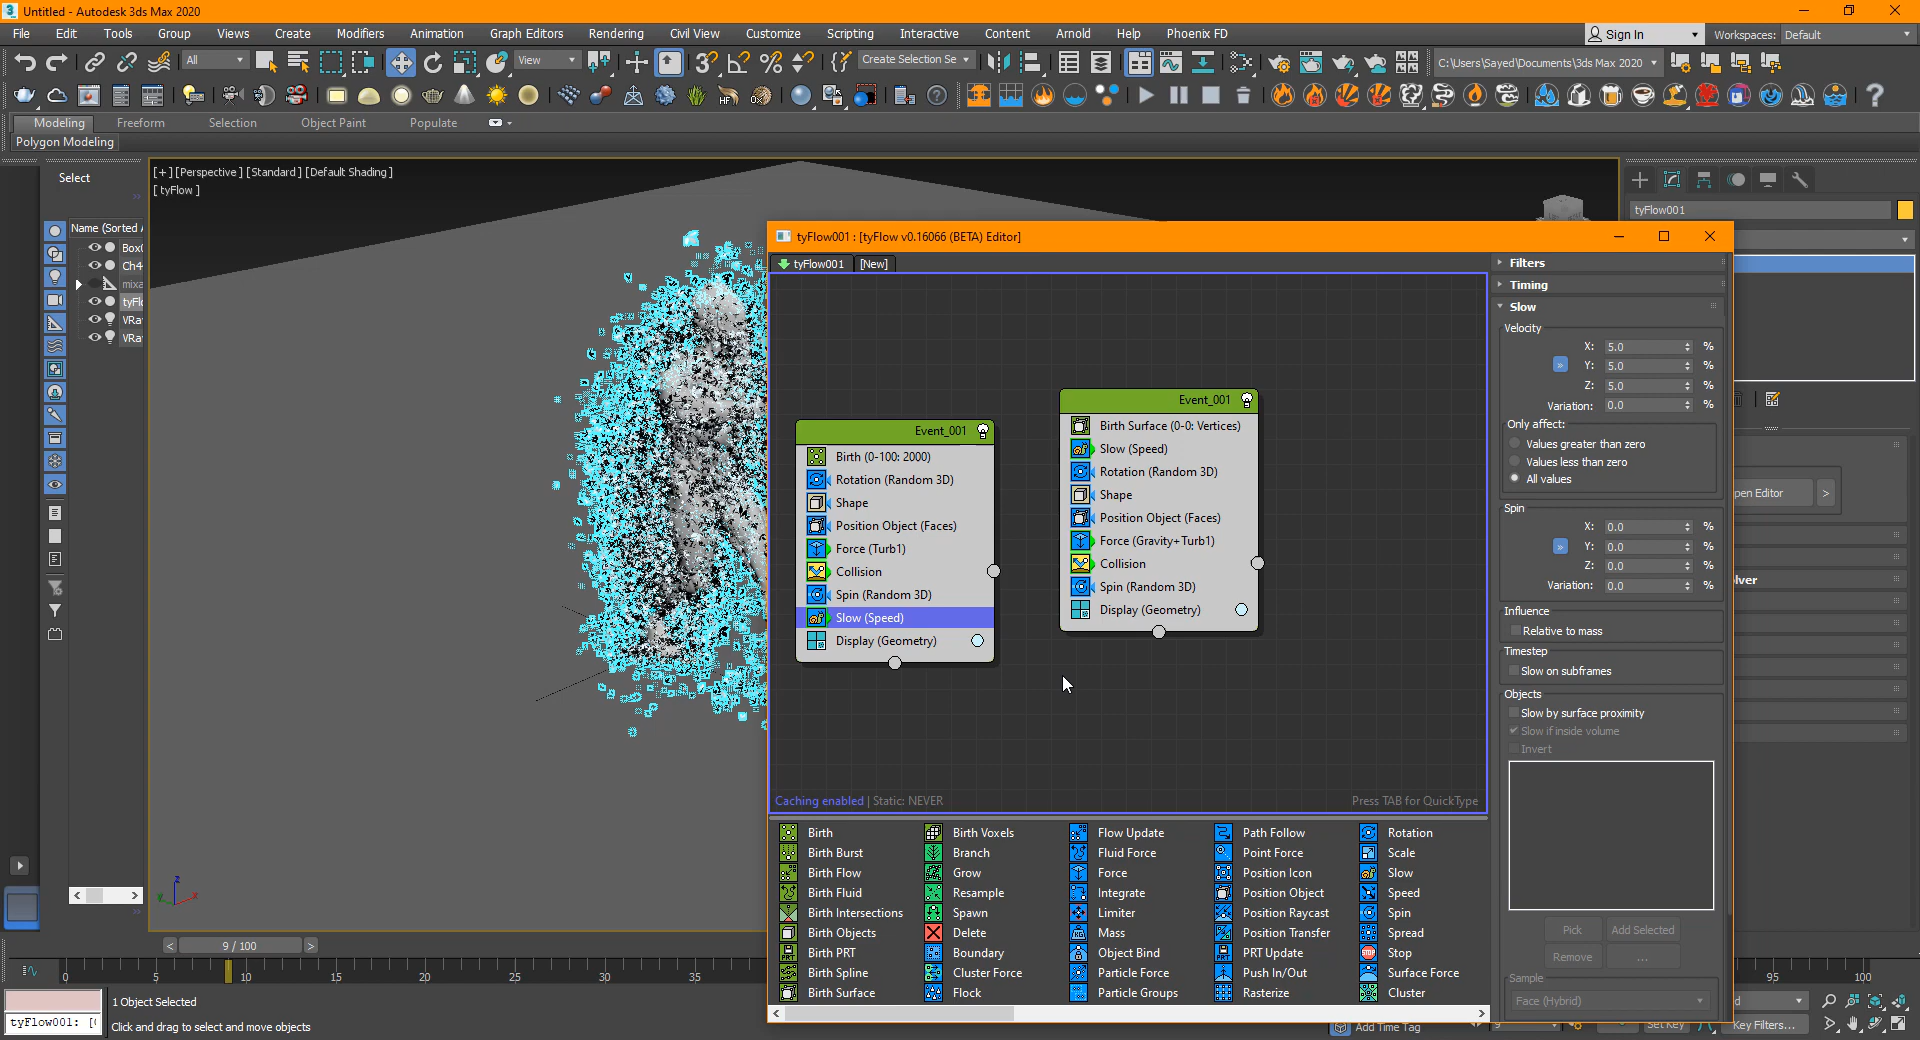 Untitled - Autodesk 3ds Max 2020
File Edit Tools Group Views Create Modifiers Animation Graph Editors Rendering Civil View Customize Scripting Interactive Content Arnold Help Phoenix FD
Sign In Workspaces: Default
All View Create Selection Se C:\Users\Sayed\Documents\3ds Max 2020
Modeling Freeform Selection Object Paint Populate
Polygon Modeling
Select
Name (Sorted A
Box0
Ch4
mixa
tyFlo
VRa
VRa
[+] [Perspective ] [Standard ] [Default Shading ]
[ tyFlow ]
tyFlow001
tyFlow001 : [tyFlow v0.16066 (BETA) Editor]
tyFlow001 [New]
Event_001
Birth (0-100: 2000)
Rotation (Random 3D)
Shape
Position Object (Faces)
Force (Turb1)
Collision
Spin (Random 3D)
Slow (Speed)
Display (Geometry)
Event_001
Birth Surface (0-0: Vertices)
Slow (Speed)
Rotation (Random 3D)
Shape
Position Object (Faces)
Force (Gravity+Turb1)
Collision
Spin (Random 3D)
Display (Geometry)
Caching enabled | Static: NEVER
Press TAB for QuickType
Filters
Timing
Slow
Velocity
X: 5.0 %
Y: 5.0 %
Z: 5.0 %
Variation: 0.0 %
Only affect:
Values greater than zero
Values less than zero
All values
Spin
X: 0.0 %
Y: 0.0 %
Z: 0.0 %
Variation: 0.0 %
Influence
Relative to mass
Timestep
Slow on subframes
Objects
Slow by surface proximity
Slow if inside volume
Invert
Pick Add Selected
Remove ...
Sample
Face (Hybrid)
pen Editor >
lver
Birth Birth Voxels Flow Update Path Follow Rotation
Birth Burst Branch Fluid Force Point Force Scale
Birth Flow Grow Force Position Icon Slow
Birth Fluid Resample Integrate Position Object Speed
Birth Intersections Spawn Limiter Position Raycast Spin
Birth Objects Delete Mass Position Transfer Spread
Birth PRT Boundary Object Bind PRT Update Stop
Birth Spline Cluster Force Particle Force Push In/Out Surface Force
Birth Surface Flock Particle Groups Rasterize Cluster
< 9 / 100 >
0 5 10 15 20 25 30 35 95 100
1 Object Selected
tyFlow001: [(
Click and drag to select and move objects
Add Time Tag 9 Set Key Key Filters...
d